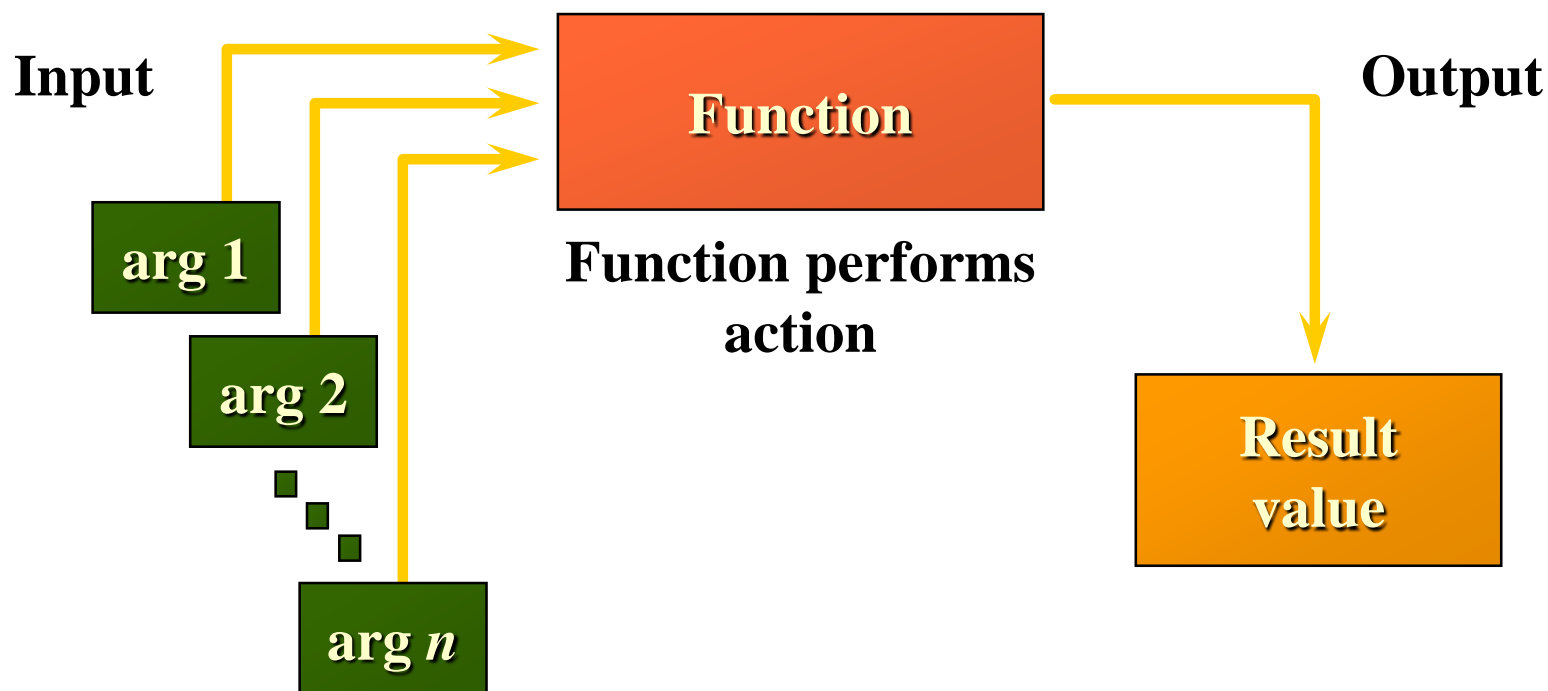 Input
Function
Output
arg 1
Function performs
action
arg 2
Result
value
arg n